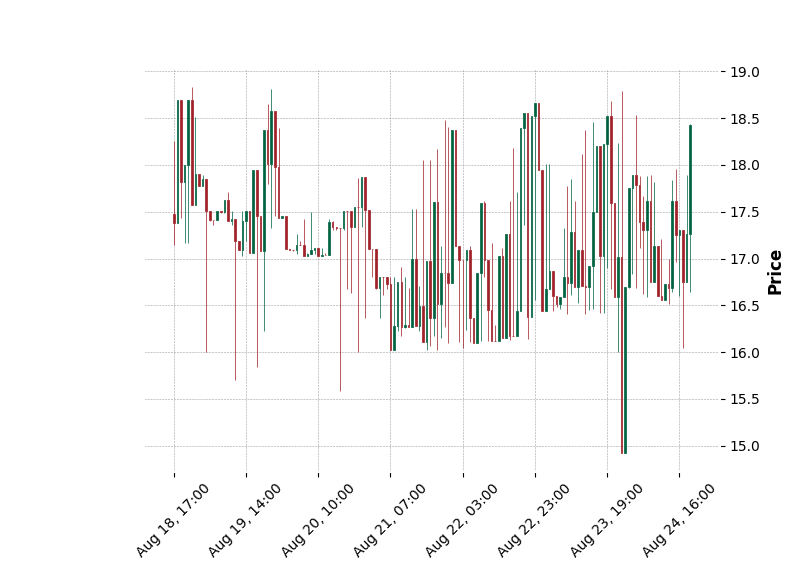 19.0
18.5
18.0
17.5
17.0
16.5
16.0
15.5
15.0
Price
Aug 18, 17:00
Aug 19, 14:00
Aug 20, 10:00
Aug 21, 07:00
Aug 22, 03:00
Aug 22, 23:00
Aug 23, 19:00
Aug 24, 16:00